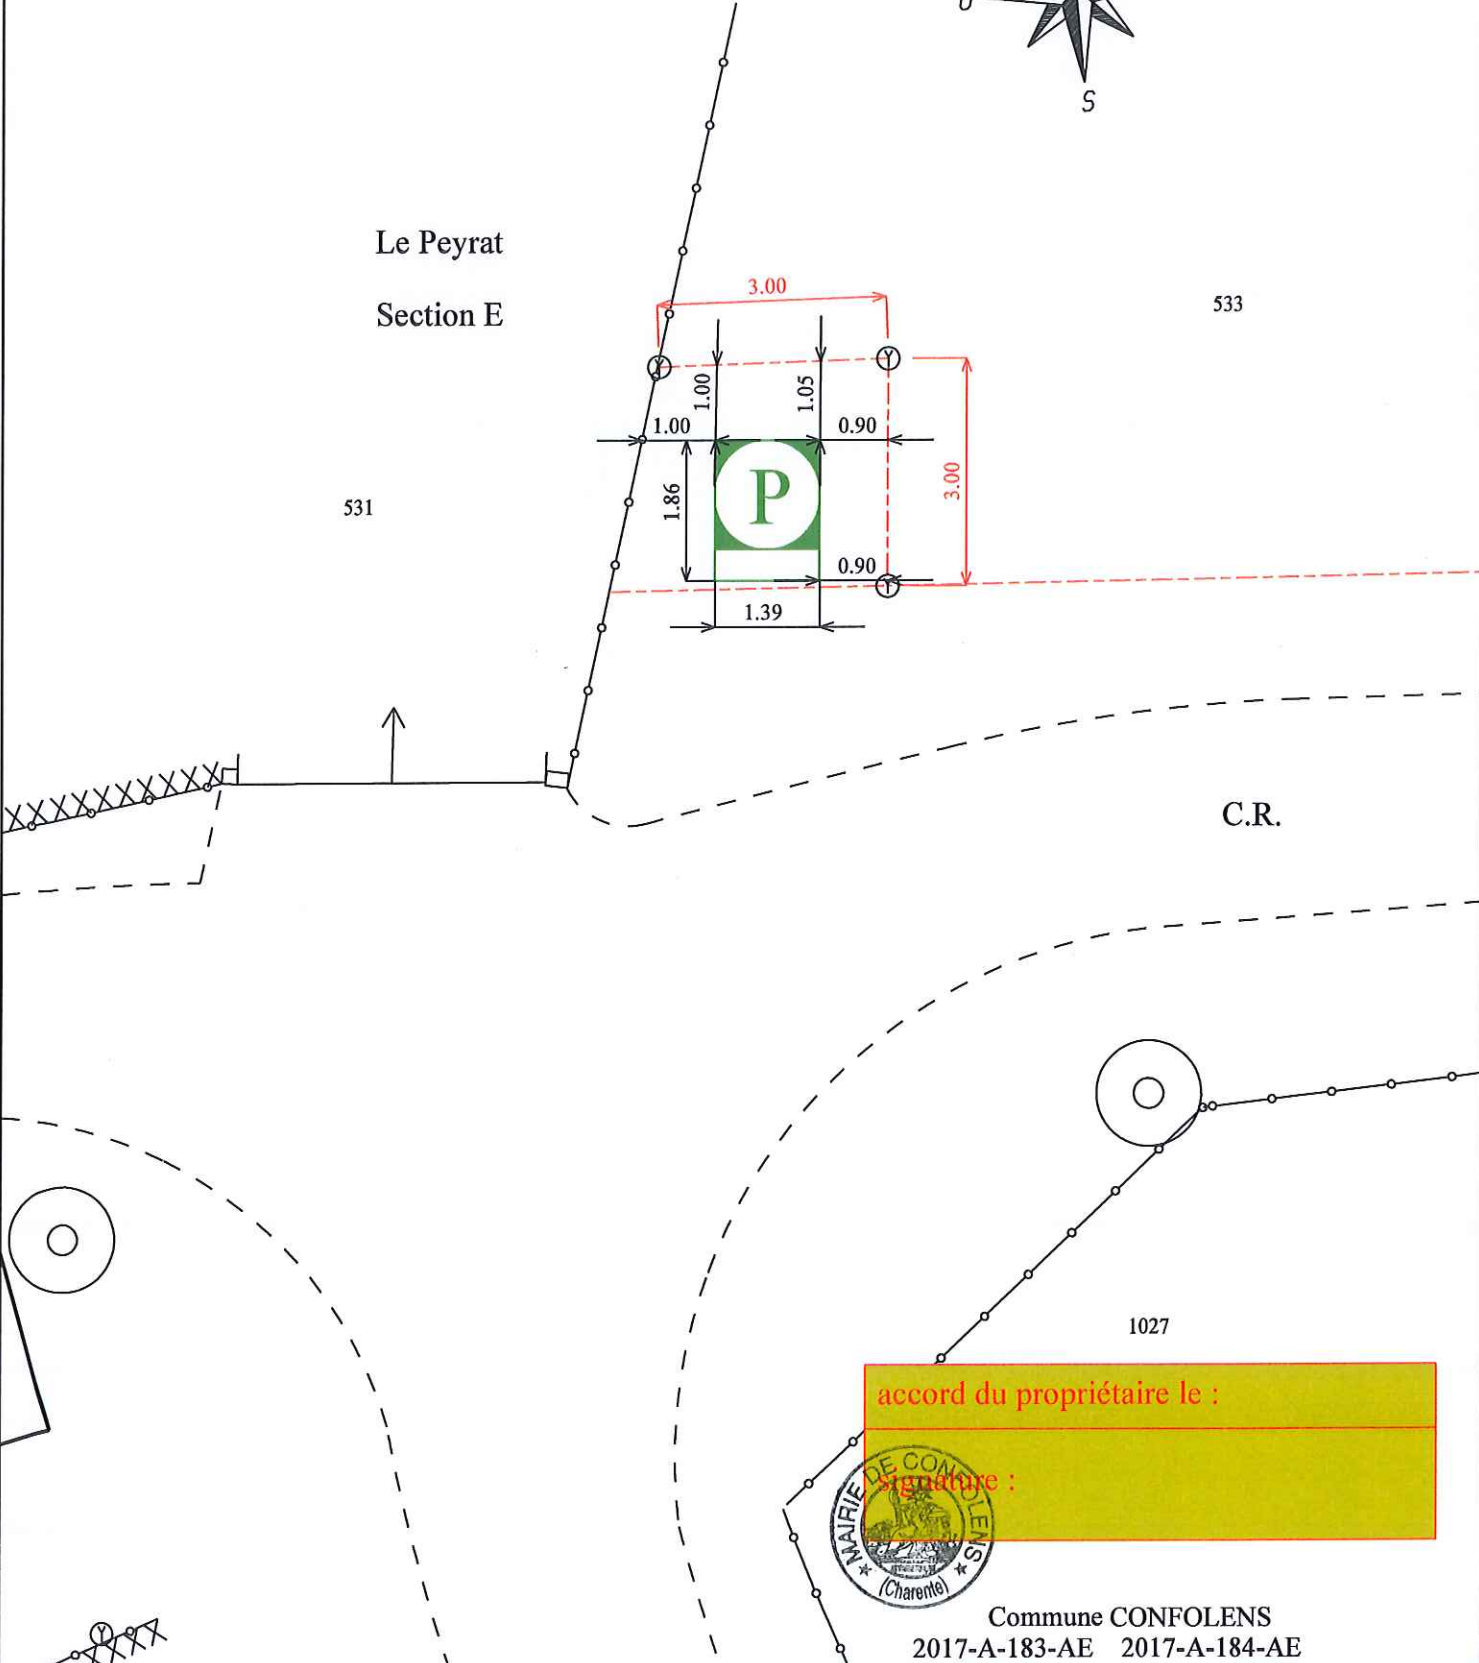 O
S
Le Peyrat
Section E
3.00
533
Y
Y
1.00
1.05
1.00
0.90
1.86
P
3.00
531
0.90
Y
1.39
C.R.
1027
accord du propriétaire le :
signature :
MAIRIE DE CONFOLENS
(Charente)
Y
Commune CONFOLENS
2017-A-183-AE 2017-A-184-AE